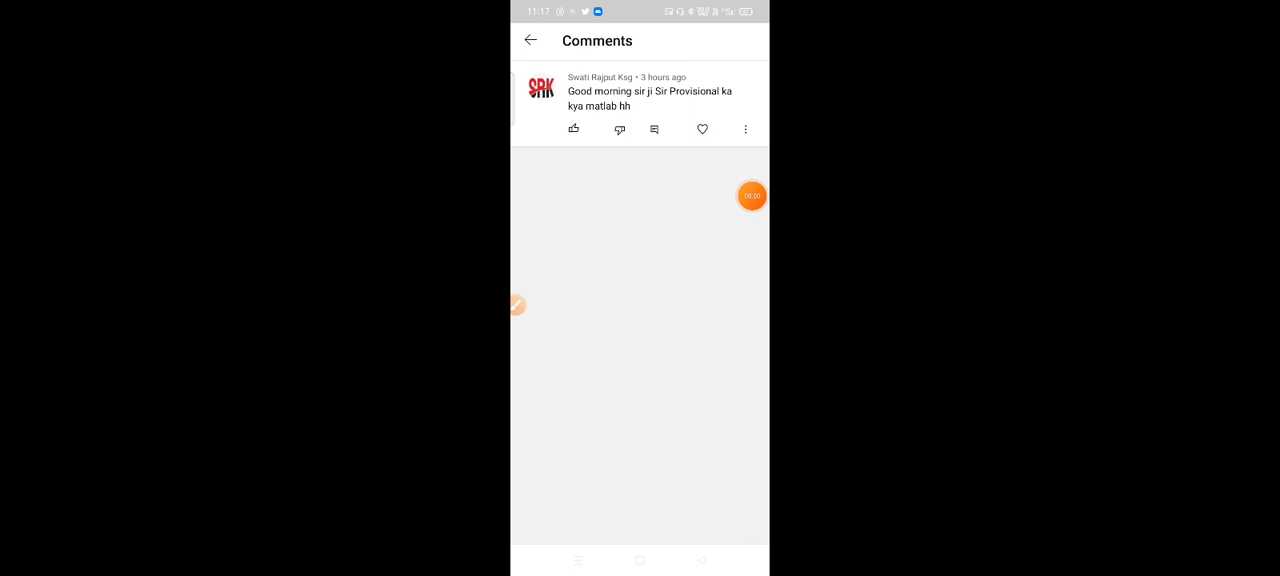 11:17
Comments
Swati Rajput Ksg • 3 hours ago
Good morning sir ji Sir Provisional ka
kya matlab hh
SRK
08:00